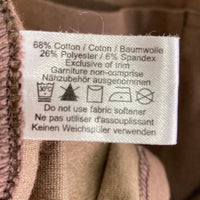 68% Cotton / Coton / Baumwolle
26% Polyester / 6% Spandex
Exclusive of trim
Garniture non-comprise
Nähzubehör ausgenommen
Do not use fabric softener
Ne pas utiliser d'assouplissant
Keinen Weichspüler verwenden